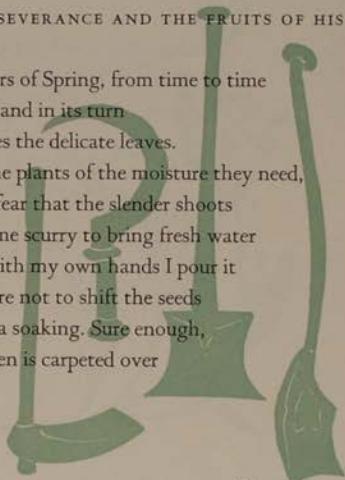 SEVERANCE AND THE FRUITS OF HIS
rs of Spring, from time to time
and in its turn
es the delicate leaves.
e plants of the moisture they need,
fear that the slender shoots
ne scurry to bring fresh water
ith my own hands I pour it
re not to shift the seeds
a soaking. Sure enough,
en is carpeted over